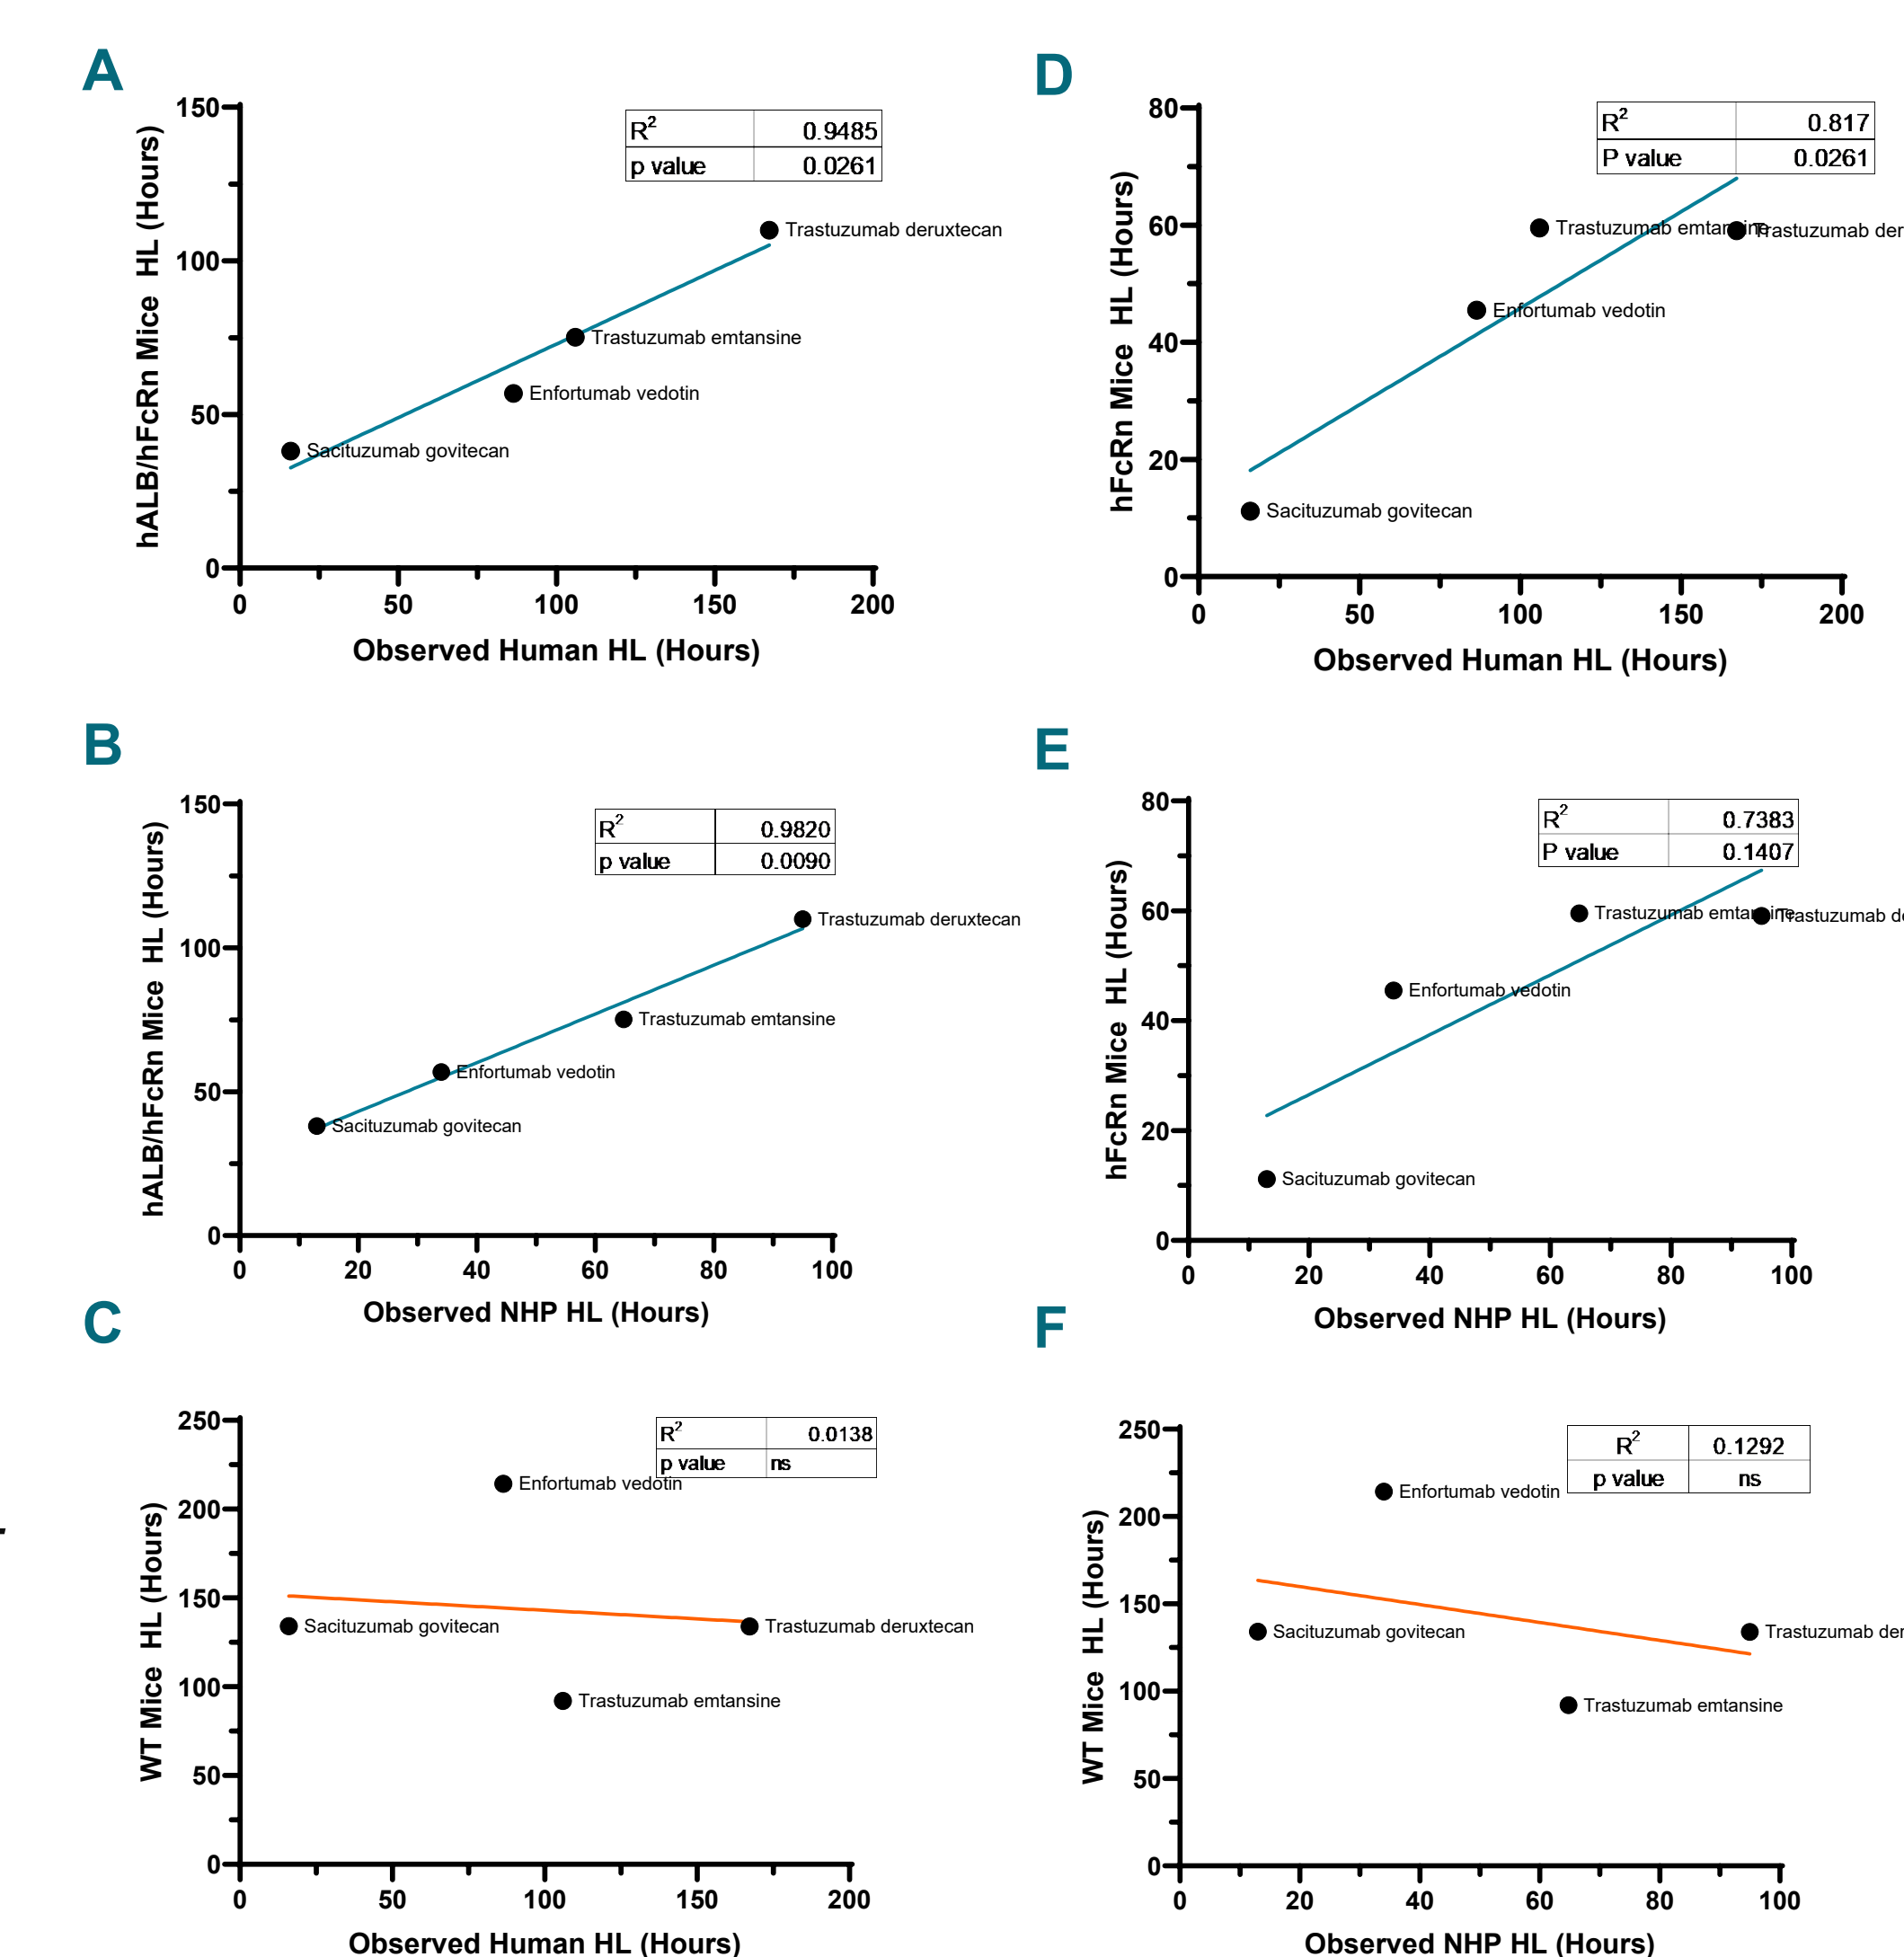 A
hALB/hFcRn Mice HL (Hours)
150
100
50
0
R2 0.9485
p value 0.0261
Trastuzumab deruxtecan
Trastuzumab emtansine
Enfortumab vedotin
Sacituzumab govitecan
0 50 100 150 200
Observed Human HL (Hours)
D
hFcRn Mice HL (Hours)
80
60
40
20
0
R2 0.817
P value 0.0261
Trastuzumab emtansine
Trastuzumab der
Enfortumab vedotin
Sacituzumab govitecan
0 50 100 150 200
Observed Human HL (Hours)
B
hALB/hFcRn Mice HL (Hours)
150
100
50
0
R2 0.9820
p value 0.0090
Trastuzumab deruxtecan
Trastuzumab emtansine
Enfortumab vedotin
Sacituzumab govitecan
0 20 40 60 80 100
Observed NHP HL (Hours)
E
hFcRn Mice HL (Hours)
80
60
40
20
0
R2 0.7383
P value 0.1407
Trastuzumab emtansine
Trastuzumab de
Enfortumab vedotin
Sacituzumab govitecan
0 20 40 60 80 100
Observed NHP HL (Hours)
C
WT Mice HL (Hours)
250
200
150
100
50
0
R2 0.0138
p value ns
Enfortumab vedotin
Sacituzumab govitecan
Trastuzumab deruxtecan
Trastuzumab emtansine
0 50 100 150 200
Observed Human HL (Hours)
F
WT Mice HL (Hours)
250
200
150
100
50
0
R2 0.1292
p value ns
Enfortumab vedotin
Sacituzumab govitecan
Trastuzumab der
Trastuzumab emtansine
0 20 40 60 80 100
Observed NHP HL (Hours)